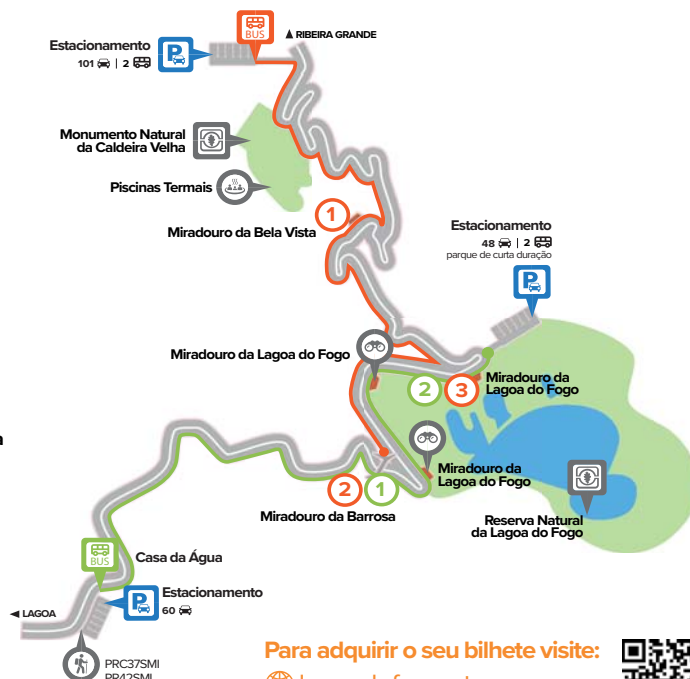 BUS
▲ RIBEIRA GRANDE
Estacionamento
101 | 2
P
Monumento Natural
da Caldeira Velha
Piscinas Termais
1
Miradouro da Bela Vista
Estacionamento
48 | 2
parque de curta duração
P
Miradouro da Lagoa do Fogo
2
3
Miradouro da
Lagoa do Fogo
Miradouro da
Lagoa do Fogo
2
1
Miradouro da Barrosa
Reserva Natural
da Lagoa do Fogo
BUS
Casa da Água
P
Estacionamento
60
◀ LAGOA
PRC37SMI
PR42SMI
Para adquirir o seu bilhete visite: